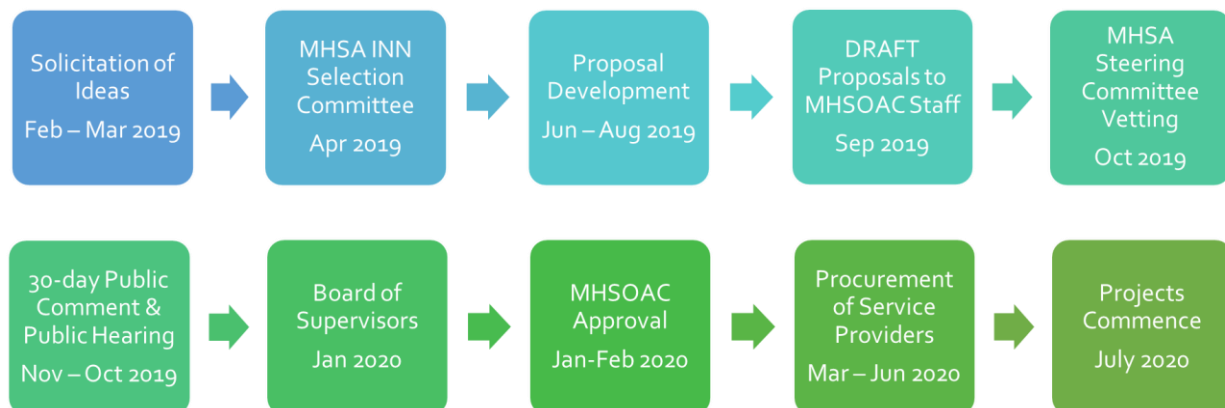 Solicitation of
Ideas
Feb – Mar 2019
MHSA INN
Selection
Committee
Apr 2019
Proposal
Development
Jun – Aug 2019
DRAFT
Proposals to
MHSOAC Staff
Sep 2019
MHSA
Steering
Committee
Vetting
Oct 2019
30-day Public
Comment &
Public Hearing
Nov – Oct 2019
Board of
Supervisors
Jan 2020
MHSOAC
Approval
Jan-Feb 2020
Procurement
of Service
Providers
Mar – Jun 2020
Projects
Commence
July 2020